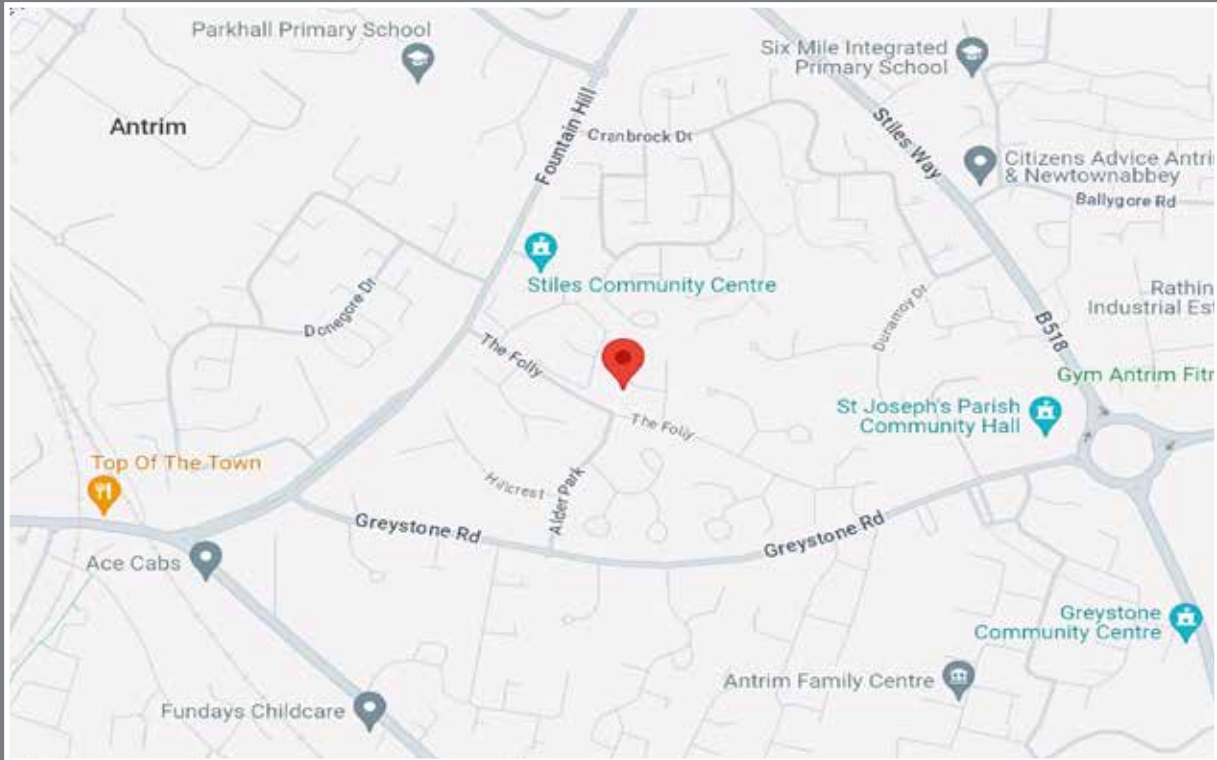 Parkhall Primary School
Six Mile Integrated
Primary School
Antrim
Fountain Hill
Cranbrock Dr
Stiles Way
Citizens Advice Antri
& Newtownabbey
Ballygore Rd
Stiles Community Centre
Donegore Dr
Rathin
Industrial Est
Dunamoy Dr
B518
The Folly
Gym Antrim Fitr
St Joseph's Parish
Community Hall
The Folly
Top Of The Town
Hillcrest
Alder Park
Greystone Rd
Greystone Rd
Ace Cabs
Greystone
Community Centre
Antrim Family Centre
Fundays Childcare